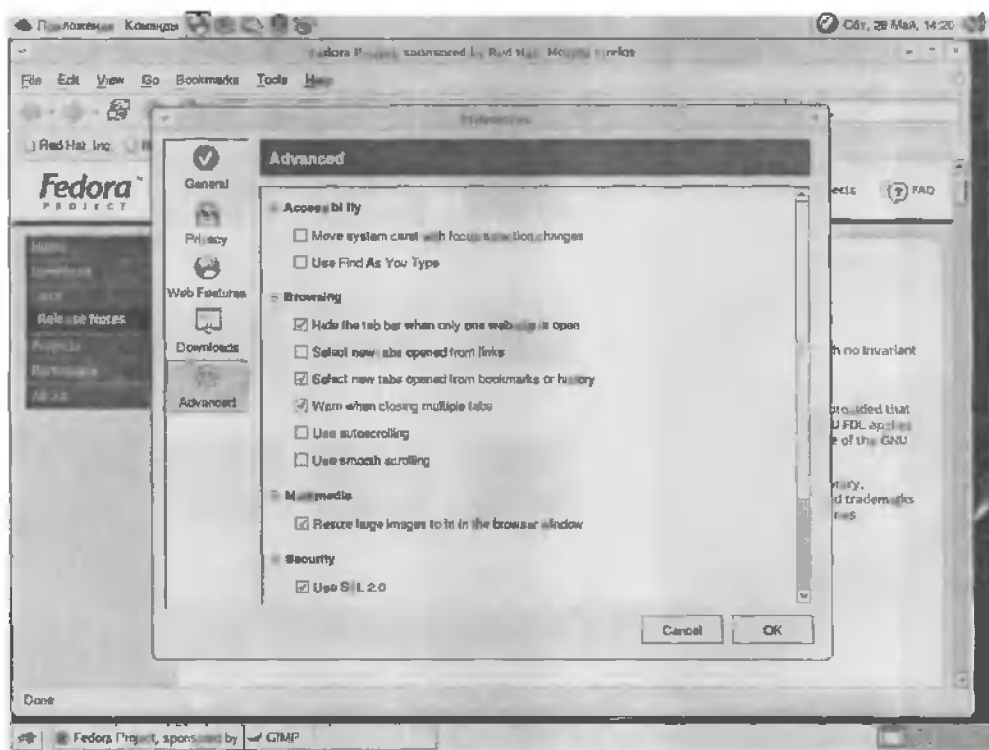 Приложения Команды Сбт, 28 Май, 14:20
Fedora Project, sponsored by Red Hat - Mozilla Firefox
File Edit View Go Bookmarks Tools Help
Preferences
Red Hat, Inc.
Fedora
PROJECT
FAQ
Home
Download
Release Notes
Projects
About
General
Privacy
Web Features
Downloads
Advanced
Advanced
Accessibility
Move system caret with focus/selection changes
Use Find As You Type
Browsing
Hide the tab bar when only one web site is open
Select new tabs opened from links
Select new tabs opened from bookmarks or history
Warn when closing multiple tabs
Use autoscrolling
Use smooth scrolling
Multimedia
Resize large images to fit in the browser window
Security
Use SSL 2.0
Cancel OK
h no Invariant
provided that
U FDL applies
e of the GNU
d trademarks
Done
Fedora Project, sponsored by GIMP